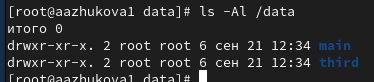 [root@aazhukova1 data]# ls -Al /data
итого 0
drwxr-xr-x. 2 root root 6 сен 21 12:34 main
drwxr-xr-x. 2 root root 6 сен 21 12:34 third
[root@aazhukova1 data]#